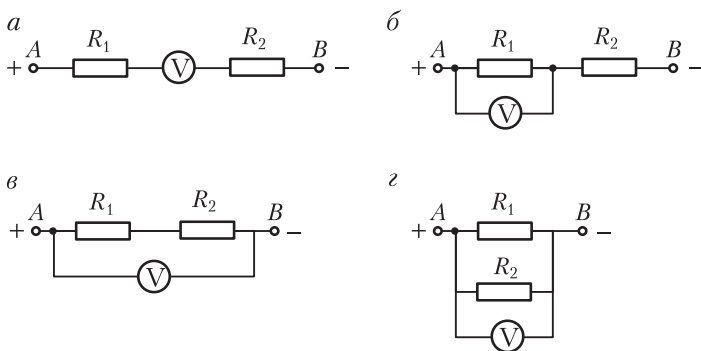 а
A
R₁
V
R₂
B
+
−
б
A
R₁
R₂
B
+
−
V
в
A
R₁
R₂
B
+
−
V
г
A
R₁
B
+
−
R₂
V